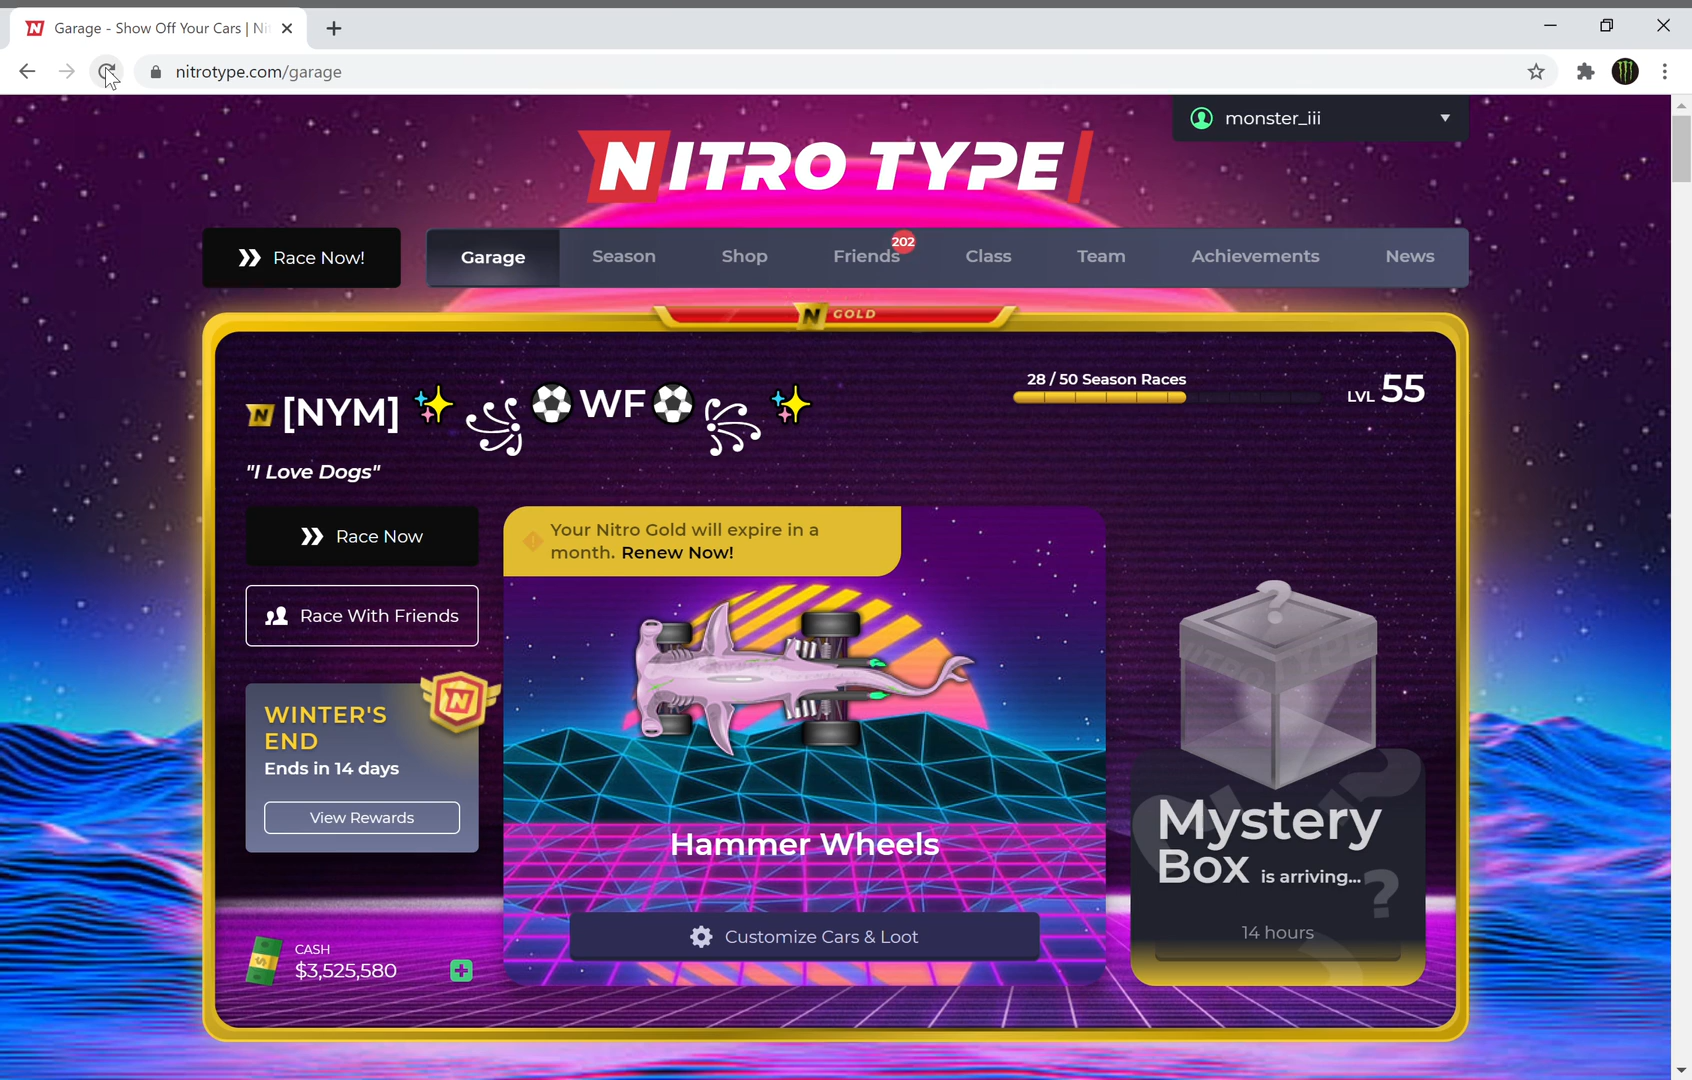 Garage - Show Off Your Cars | Ni
nitrotype.com/garage
monster_iii
NITRO TYPE
Race Now!
Garage
Season
Shop
Friends
202
Class
Team
Achievements
News
N GOLD
28 / 50 Season Races
LVL 55
N [NYM] ✨ ꧁⚽WF⚽꧂ ✨
"I Love Dogs"
Race Now
Your Nitro Gold will expire in a
month. Renew Now!
Race With Friends
N
WINTER'S
END
Ends in 14 days
View Rewards
Hammer Wheels
Customize Cars & Loot
?
Mystery
Box is arriving...
?
14 hours
CASH
$3,525,580